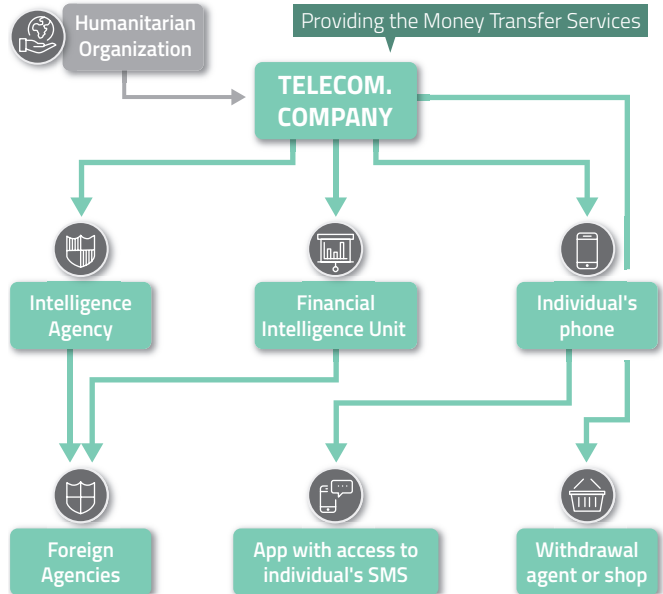 Humanitarian
Organization
Providing the Money Transfer Services
TELECOM.
COMPANY
Intelligence
Agency
Financial
Intelligence Unit
Individual's
phone
Foreign
Agencies
App with access to
individual's SMS
Withdrawal
agent or shop